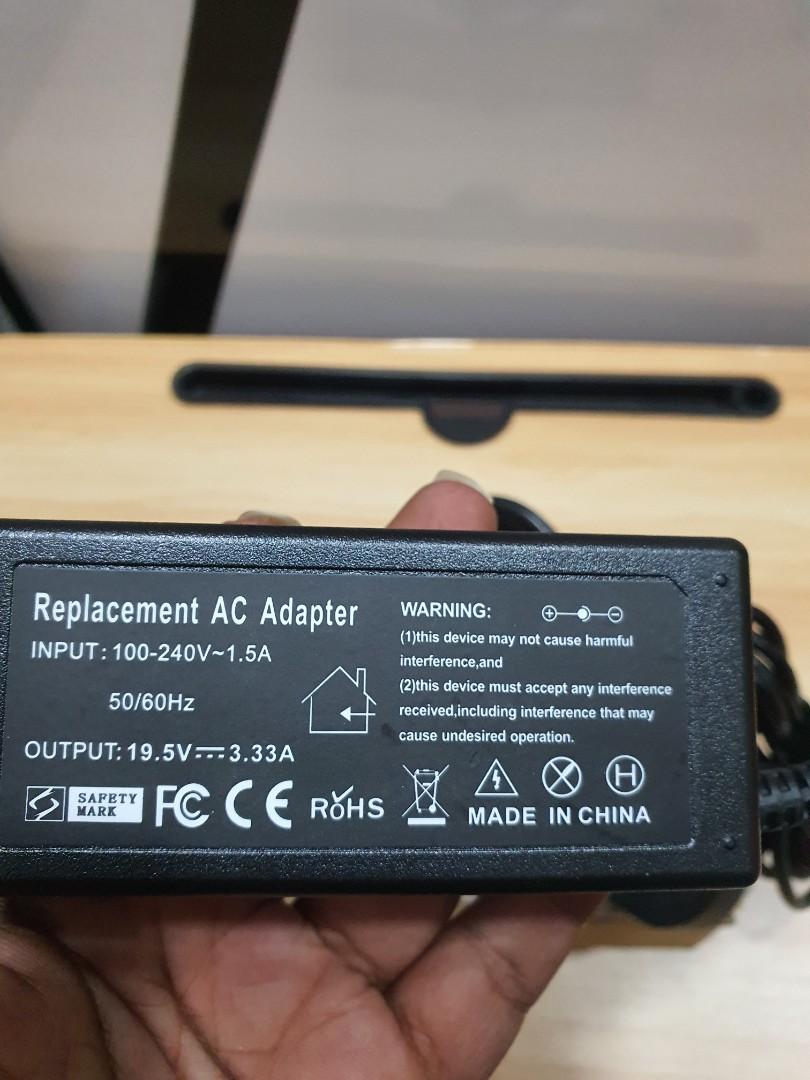 Replacement AC Adapter
INPUT: 100-240V~1.5A
50/60Hz
OUTPUT: 19.5V⎓3.33A
SAFETY
MARK
FC CE RoHS
WARNING:
(1)this device may not cause harmful
interference,and
(2)this device must accept any interference
received,including interference that may
cause undesired operation.
H
MADE IN CHINA